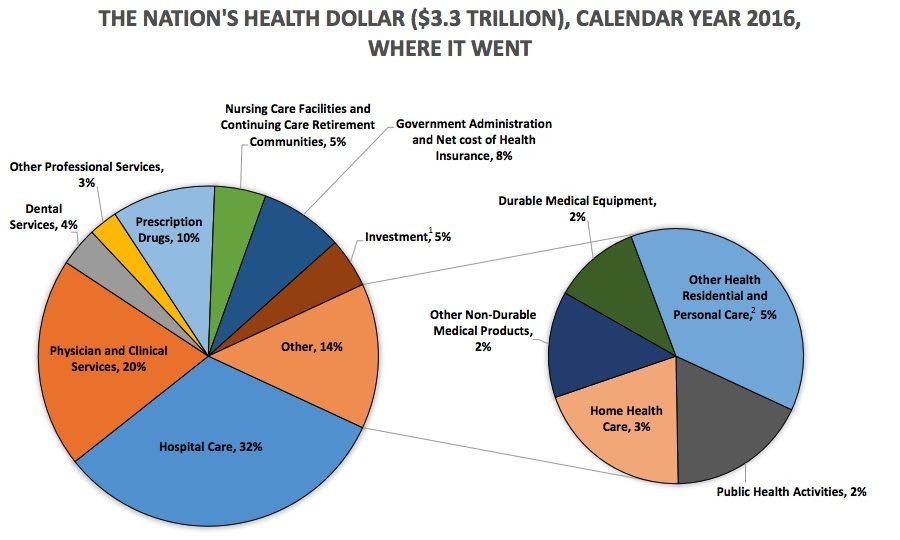 THE NATION'S HEALTH DOLLAR ($3.3 TRILLION), CALENDAR YEAR 2016,
WHERE IT WENT
Nursing Care Facilities and
Continuing Care Retirement
Communities, 5%
Government Administration
and Net cost of Health
Insurance, 8%
Other Professional Services,
3%
Dental
Services, 4%
Prescription
Drugs, 10%
Investment,1 5%
Physician and Clinical
Services, 20%
Other, 14%
Hospital Care, 32%
Durable Medical Equipment,
2%
Other Health
Residential and
Personal Care,2 5%
Other Non-Durable
Medical Products,
2%
Home Health
Care, 3%
Public Health Activities, 2%